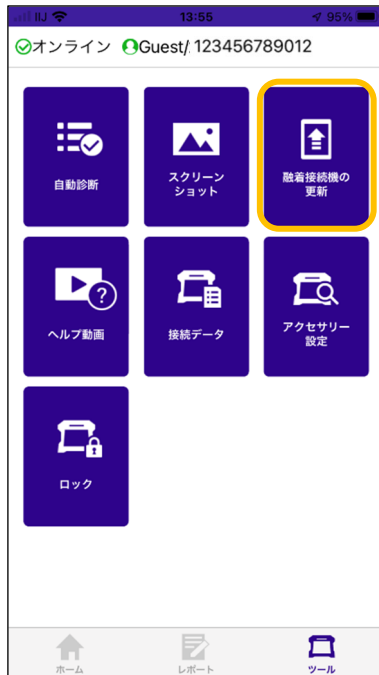 IIJ 13:55 95%
オンライン Guest/ 123456789012
自動診断
スクリーン
ショット
融着接続機の
更新
ヘルプ動画
接続データ
アクセサリー
設定
ロック
ホーム レポート ツール